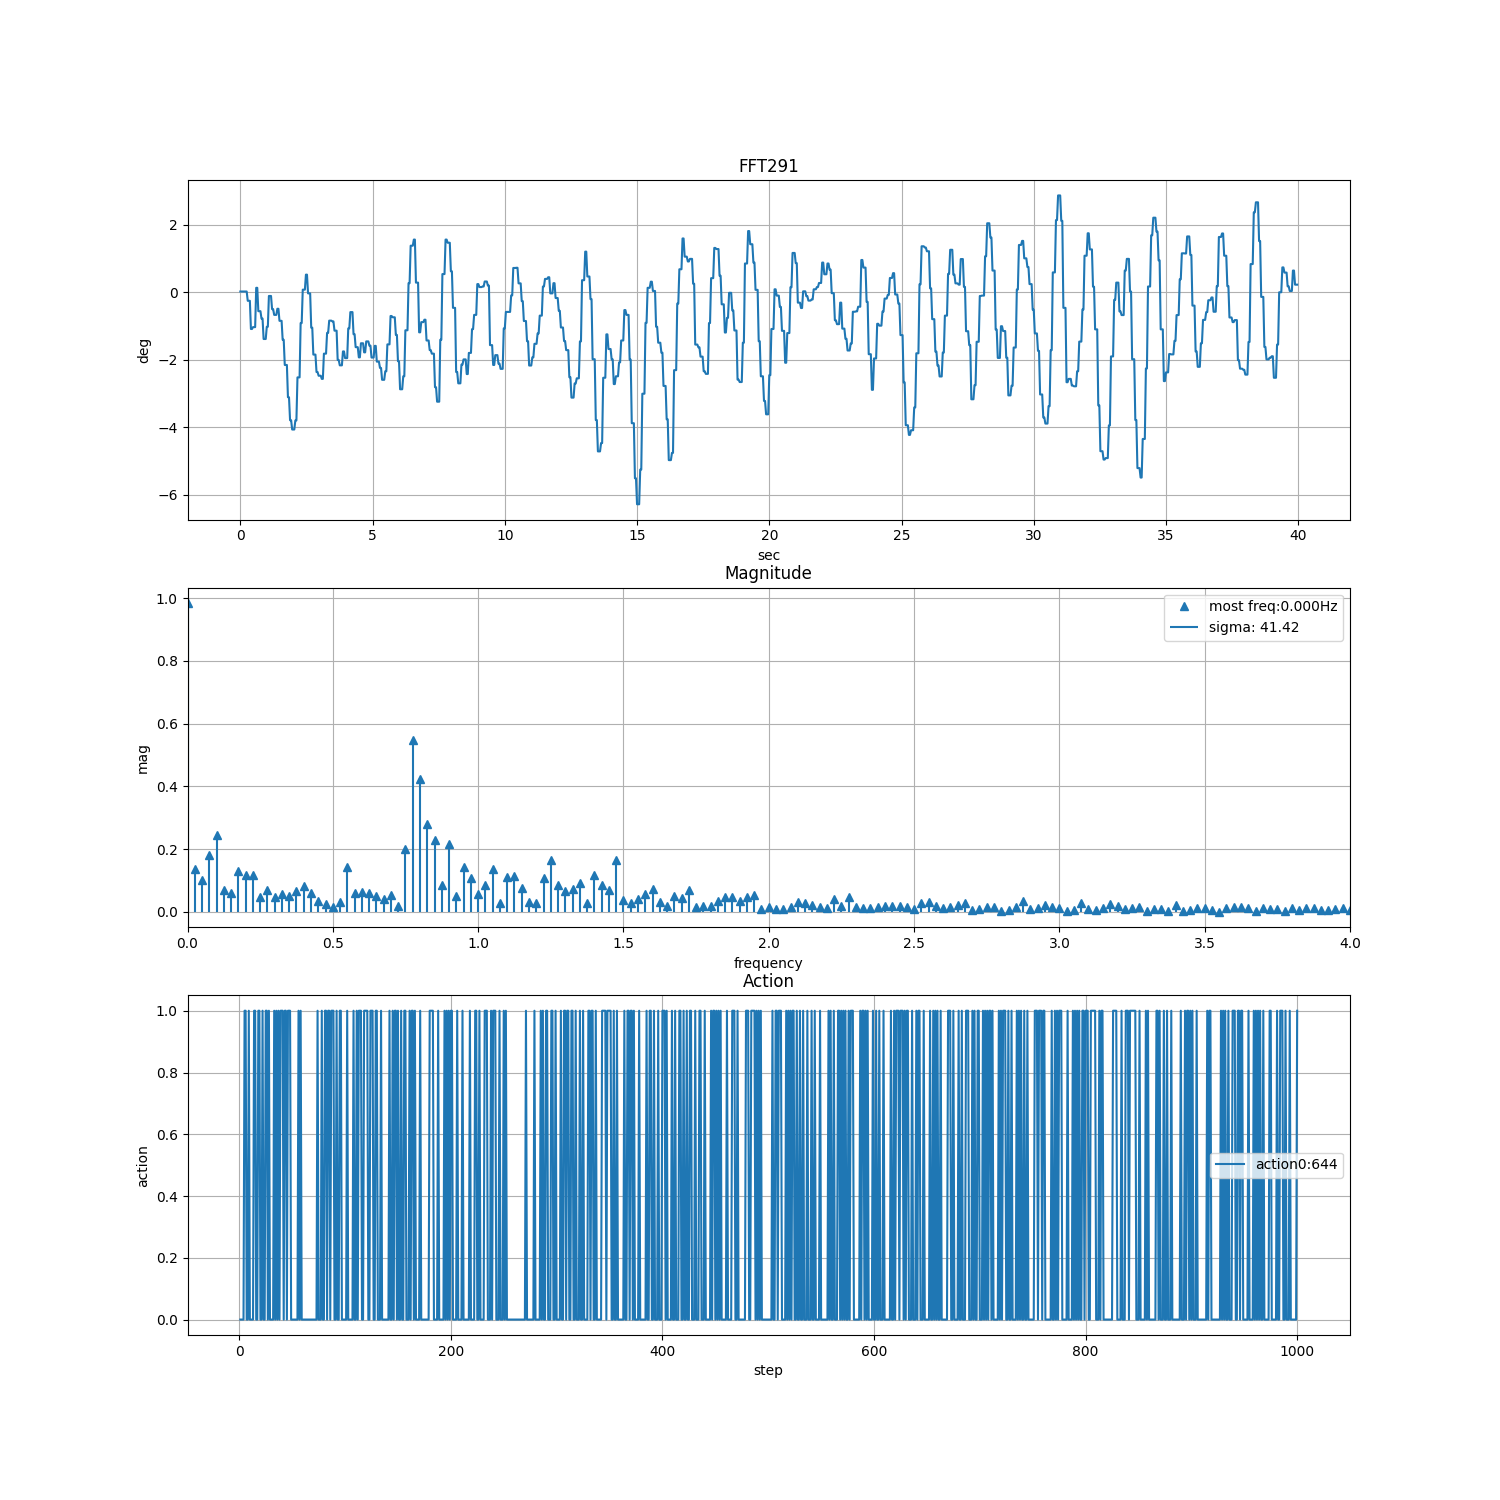 FFT291
2
0
−2
−4
−6
deg
0 5 10 15 20 25 30 35 40
sec
Magnitude
1.0
0.8
0.6
0.4
0.2
0.0
mag
most freq:0.000Hz
sigma: 41.42
0.0 0.5 1.0 1.5 2.0 2.5 3.0 3.5 4.0
frequency
Action
1.0
0.8
0.6
0.4
0.2
0.0
action
action0:644
0 200 400 600 800 1000
step